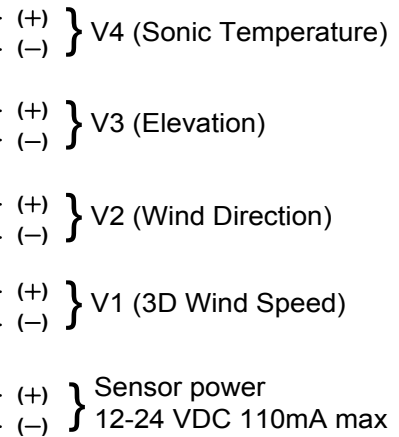 (+)
(–)
V4 (Sonic Temperature)
(+)
(–)
V3 (Elevation)
(+)
(–)
V2 (Wind Direction)
(+)
(–)
V1 (3D Wind Speed)
(+)
(–)
Sensor power
12-24 VDC 110mA max